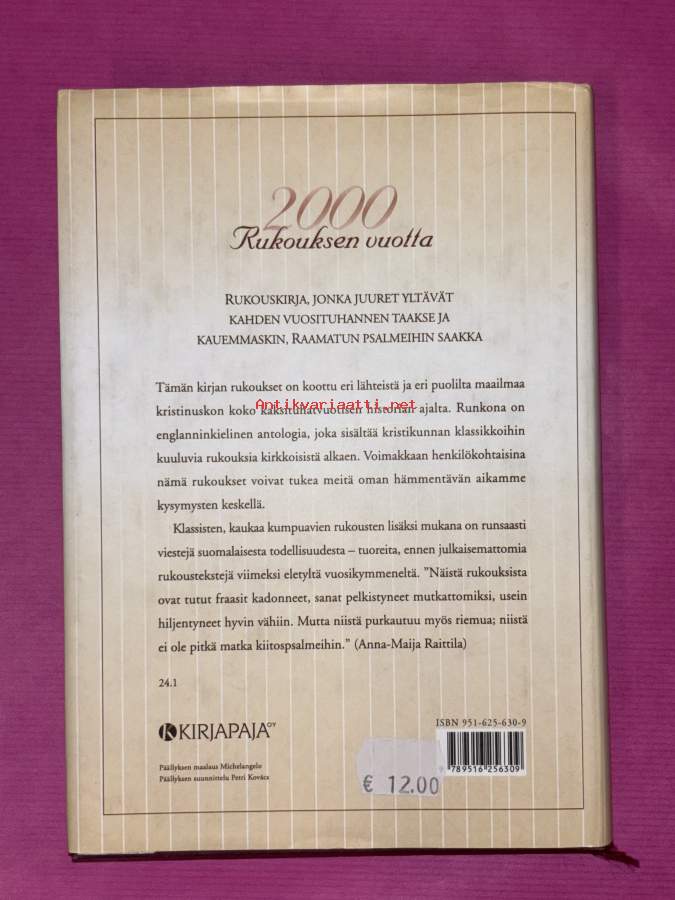 2000
Rukouksen vuotta
RUKOUSKIRJA, JONKA JUURET YLTÄVÄT
KAHDEN VUOSITUHANNEN TAAKSE JA
KAUEMMASKIN, RAAMATUN PSALMEIHIN SAAKKA
Tämän kirjan rukoukset on koottu eri lähteistä ja eri puolilta maailmaa
Antikvariaatti.net
kristinuskon koko kaksituhatvuotisen historian ajalta. Runkona on
englanninkielinen antologia, joka sisältää kristikunnan klassikkoihin
kuuluvia rukouksia kirkkoisistä alkaen. Voimakkaan henkilökohtaisina
nämä rukoukset voivat tukea meitä oman hämmentävän aikamme
kysymysten keskellä.
Klassisten, kaukaa kumpuavien rukousten lisäksi mukana on runsaasti
viestejä suomalaisesta todellisuudesta – tuoreita, ennen julkaisemattomia
rukoustekstejä viimeksi eletyltä vuosikymmeneltä. ”Näistä rukouksista
ovat tutut fraasit kadonneet, sanat pelkistyneet mutkattomiksi, usein
hiljentyneet hyvin vähiin. Mutta niistä purkautuu myös riemua; niistä
ei ole pitkä matka kiitospsalmeihin.” (Anna-Maija Raittila)
24.1
KIRJAPAJA OY
ISBN 951-625-630-9
Päällyksen maalaus Michelangelo
Päällyksen suunnittelu Petri Kovács
9 789516 256309
€ 12.00